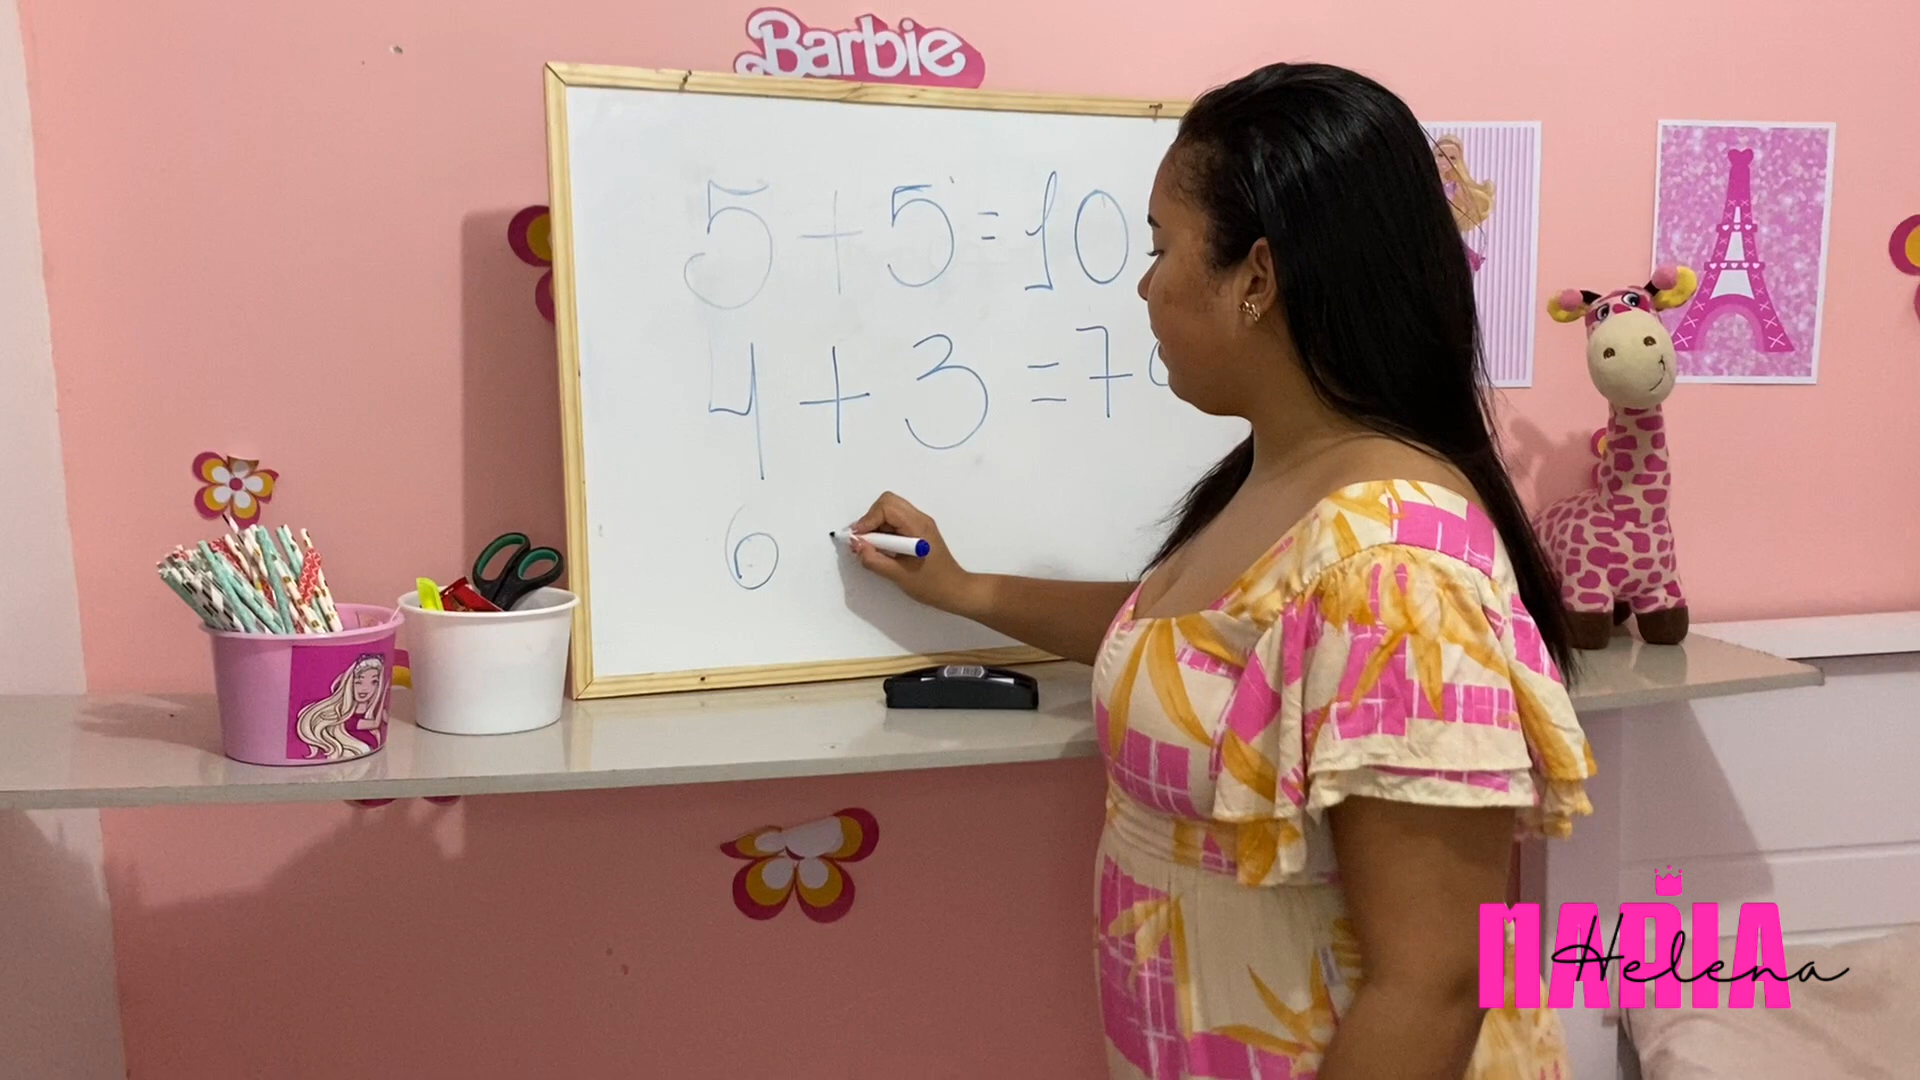 Barbie
5 + 5 = 10
4 + 3 = 7
6
MARIA
Helena